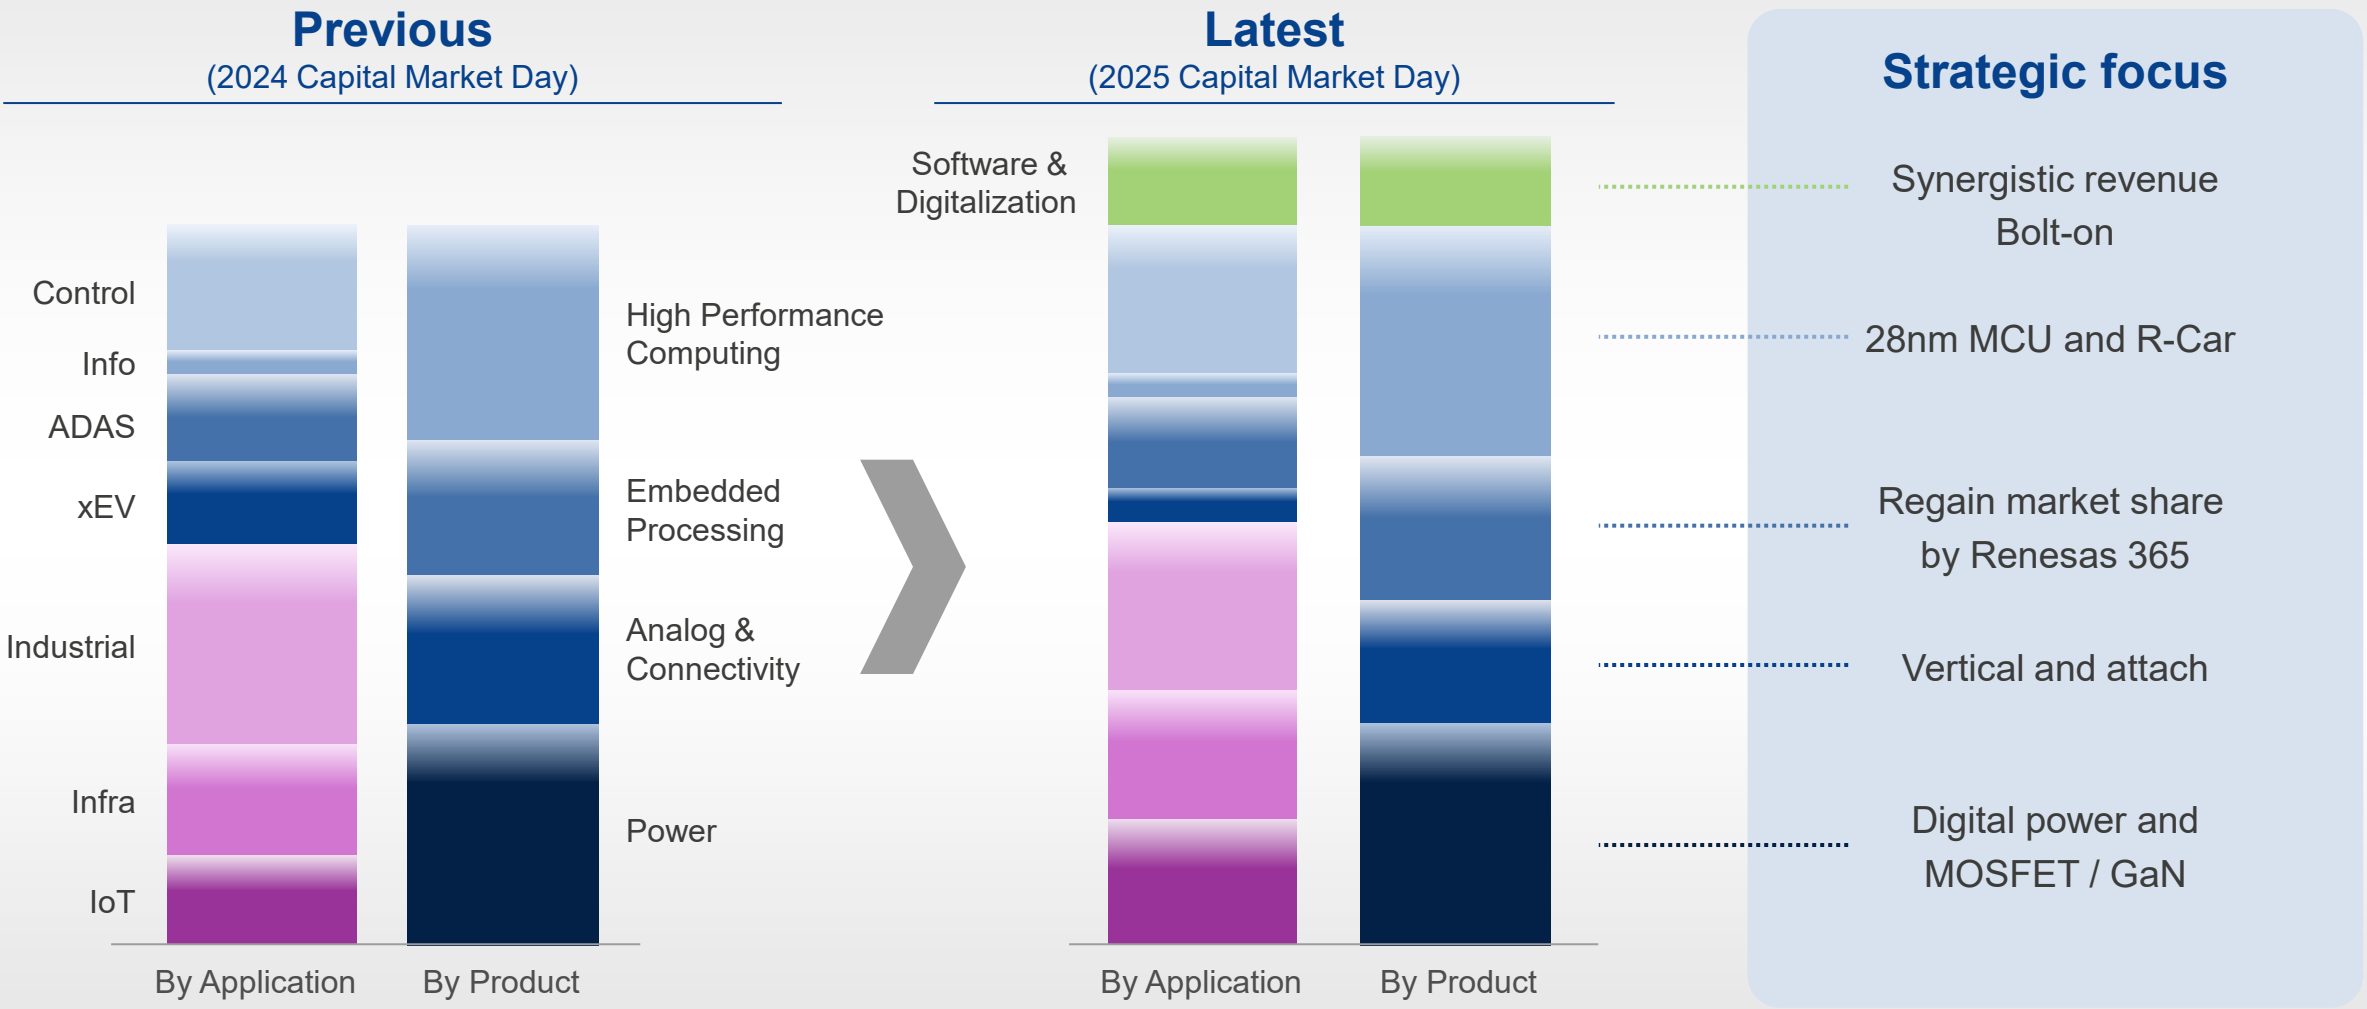 Previous
(2024 Capital Market Day)
Control
Info
ADAS
xEV
Industrial
Infra
IoT
High Performance
Computing
Embedded
Processing
Analog &
Connectivity
Power
By Application
By Product
Latest
(2025 Capital Market Day)
Software &
Digitalization
By Application
By Product
Strategic focus
Synergistic revenue
Bolt-on
28nm MCU and R-Car
Regain market share
by Renesas 365
Vertical and attach
Digital power and
MOSFET / GaN